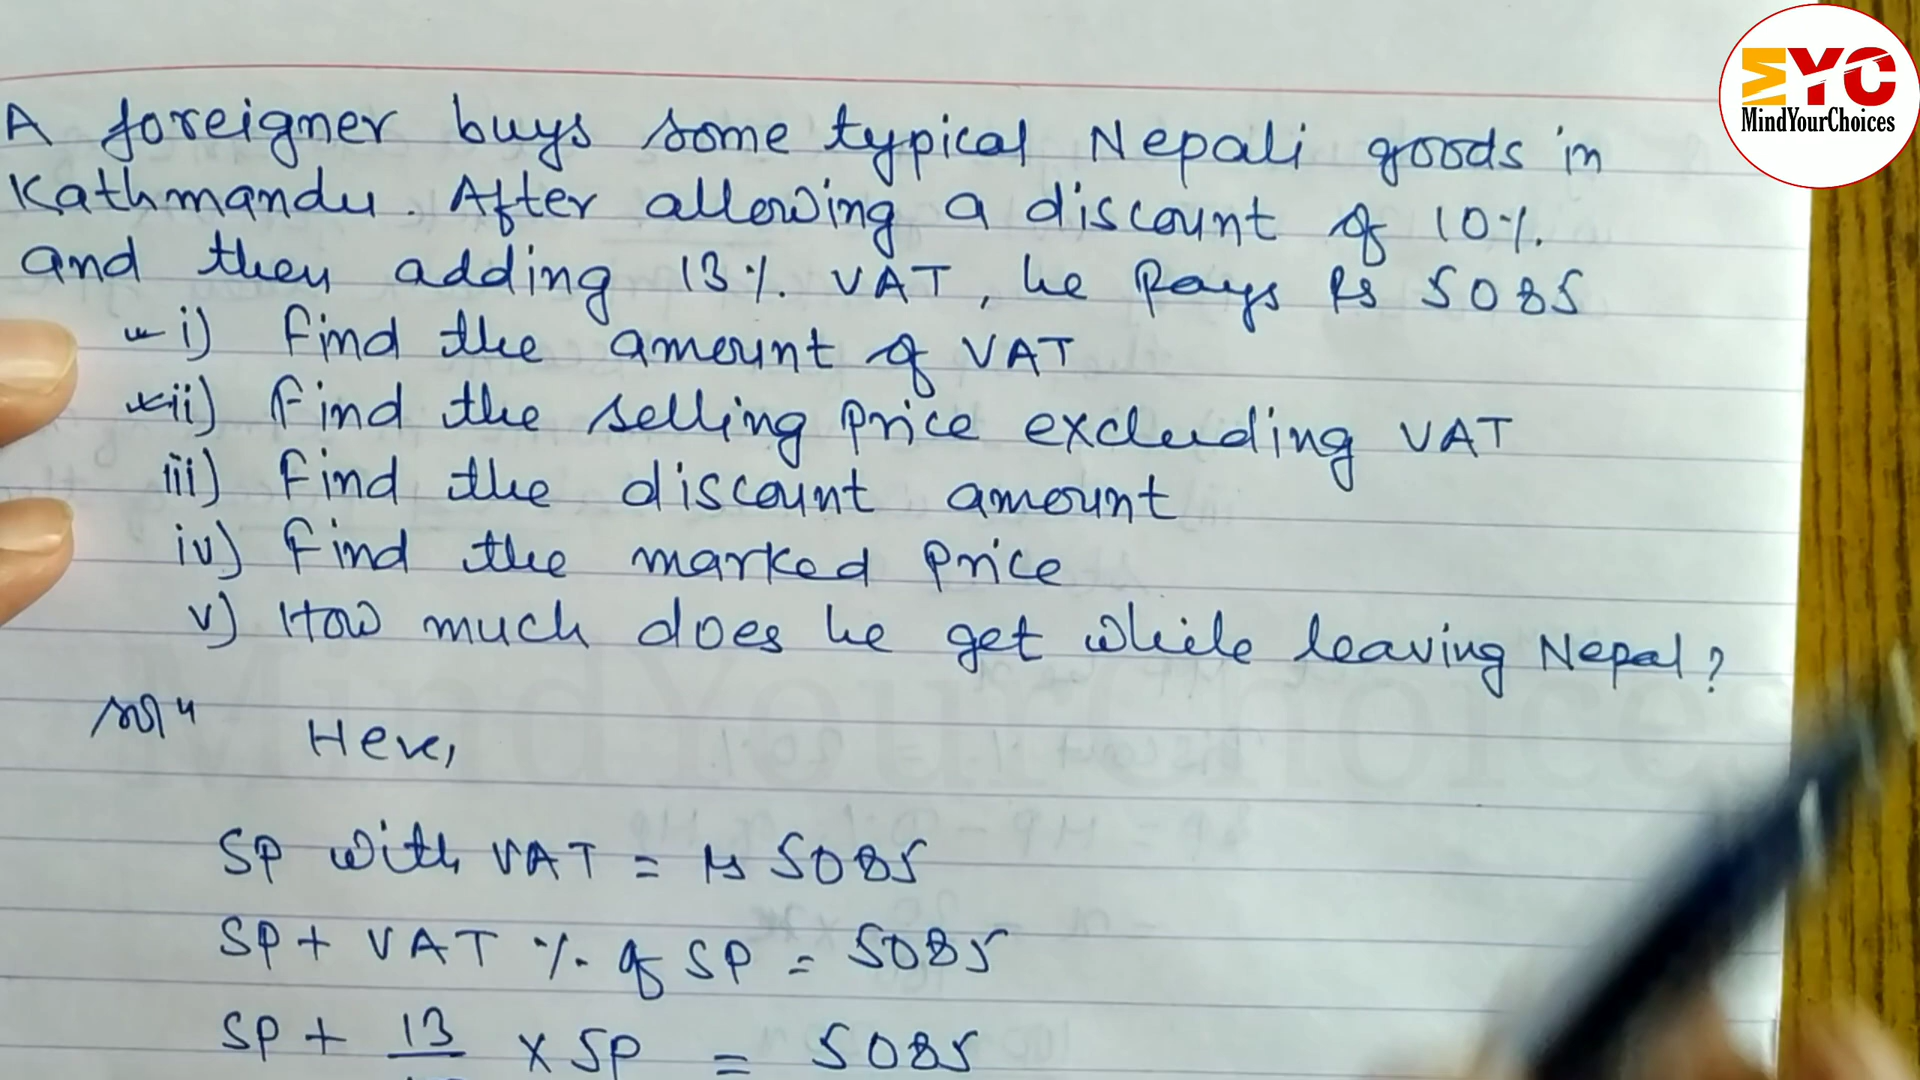 MYC
MindYourChoices
A foreigner buys some typical Nepali goods in
Kathmandu. After allowing a discount of 10%
and then adding 13% VAT, he pays Rs 5085
i) Find the amount of VAT
ii) Find the selling price excluding VAT
iii) Find the discount amount
iv) Find the marked price
v) How much does he get while leaving Nepal?
Solⁿ Here,
SP with VAT = Rs 5085
SP + VAT % of SP = 5085
SP + 13 × SP = 5085
MindYourChoices